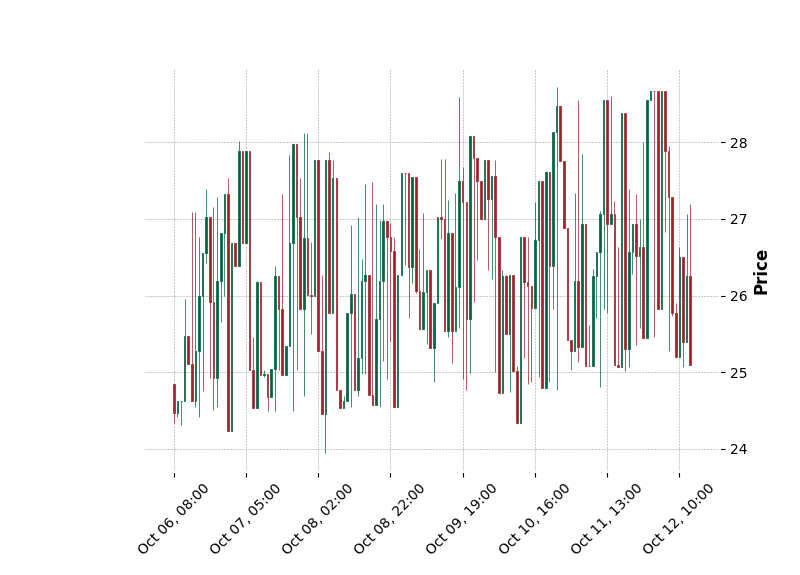 28
27
26
25
24
Price
Oct 06, 08:00
Oct 07, 05:00
Oct 08, 02:00
Oct 08, 22:00
Oct 09, 19:00
Oct 10, 16:00
Oct 11, 13:00
Oct 12, 10:00